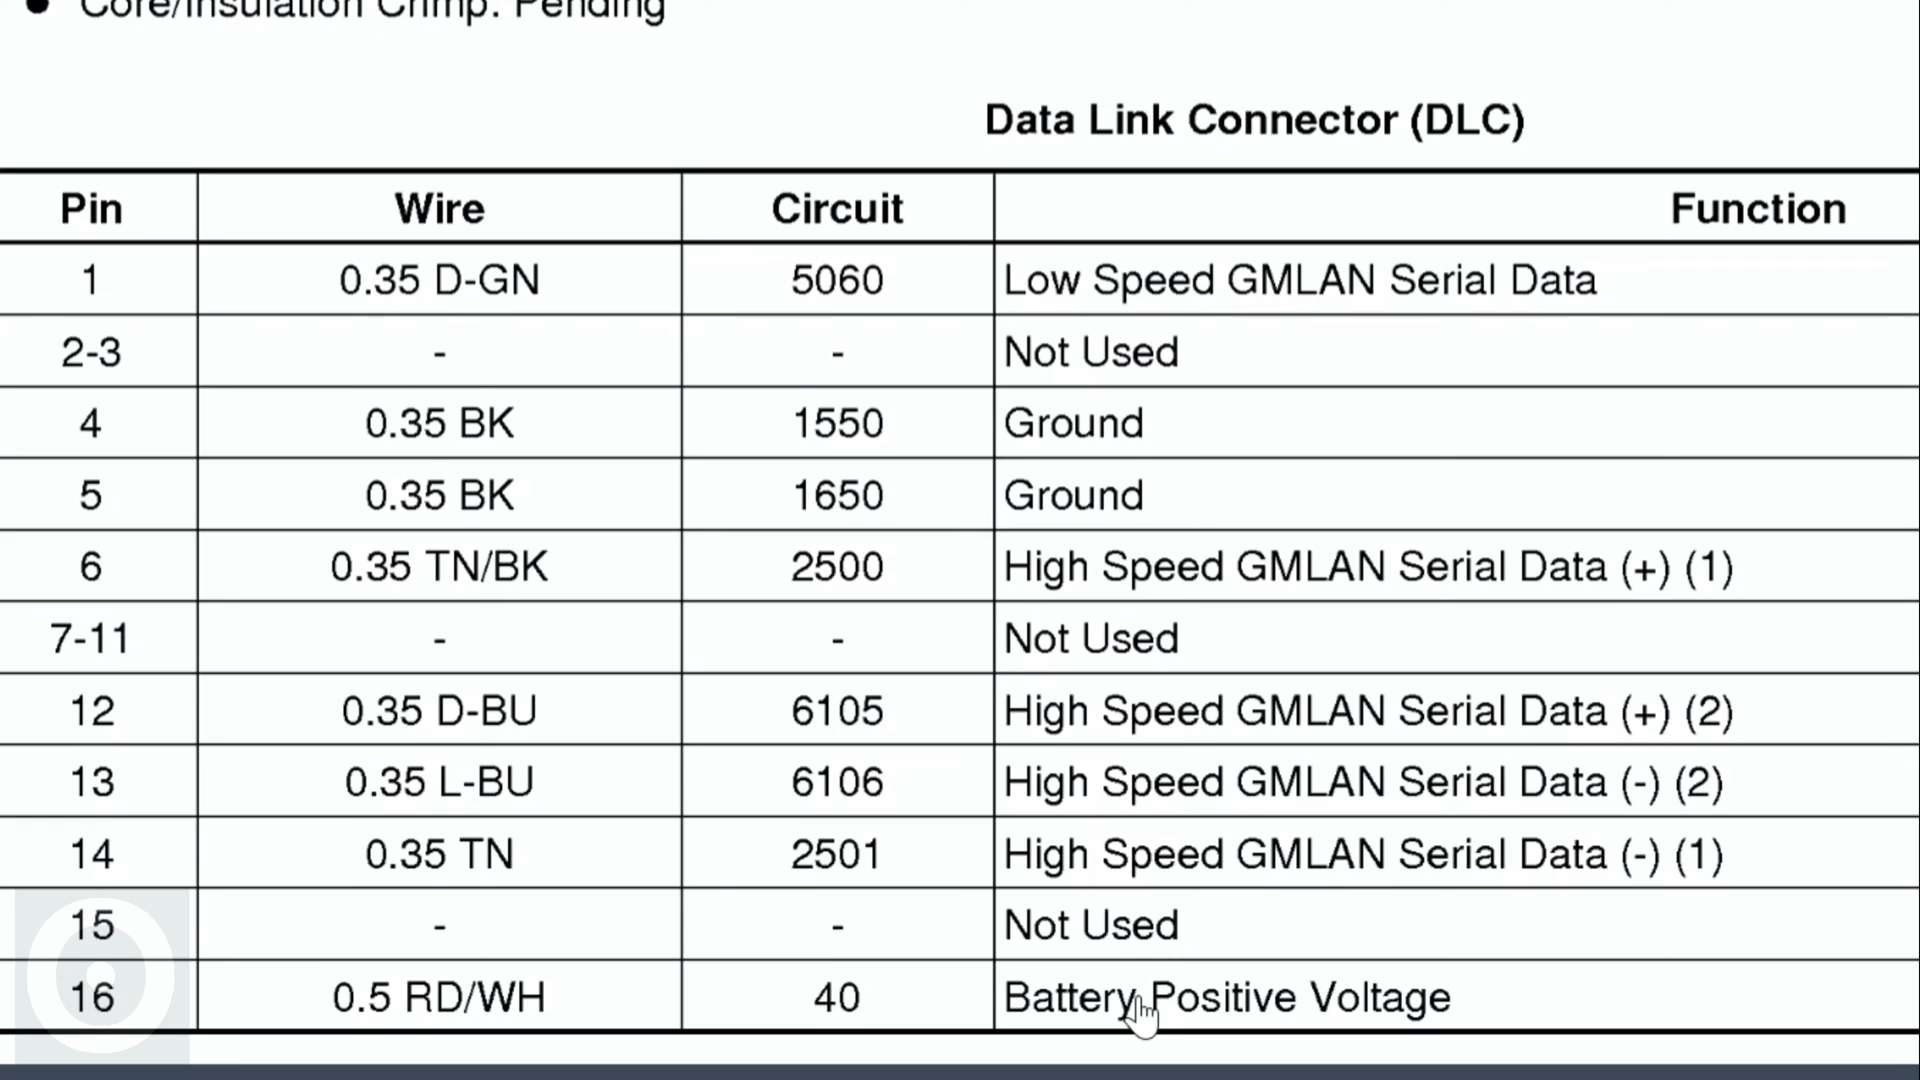 Core/Insulation Crimp: Pending
Data Link Connector (DLC)
Pin Wire Circuit Function
1 0.35 D-GN 5060 Low Speed GMLAN Serial Data
2-3 - - Not Used
4 0.35 BK 1550 Ground
5 0.35 BK 1650 Ground
6 0.35 TN/BK 2500 High Speed GMLAN Serial Data (+) (1)
7-11 - - Not Used
12 0.35 D-BU 6105 High Speed GMLAN Serial Data (+) (2)
13 0.35 L-BU 6106 High Speed GMLAN Serial Data (-) (2)
14 0.35 TN 2501 High Speed GMLAN Serial Data (-) (1)
15 - - Not Used
16 0.5 RD/WH 40 Battery Positive Voltage